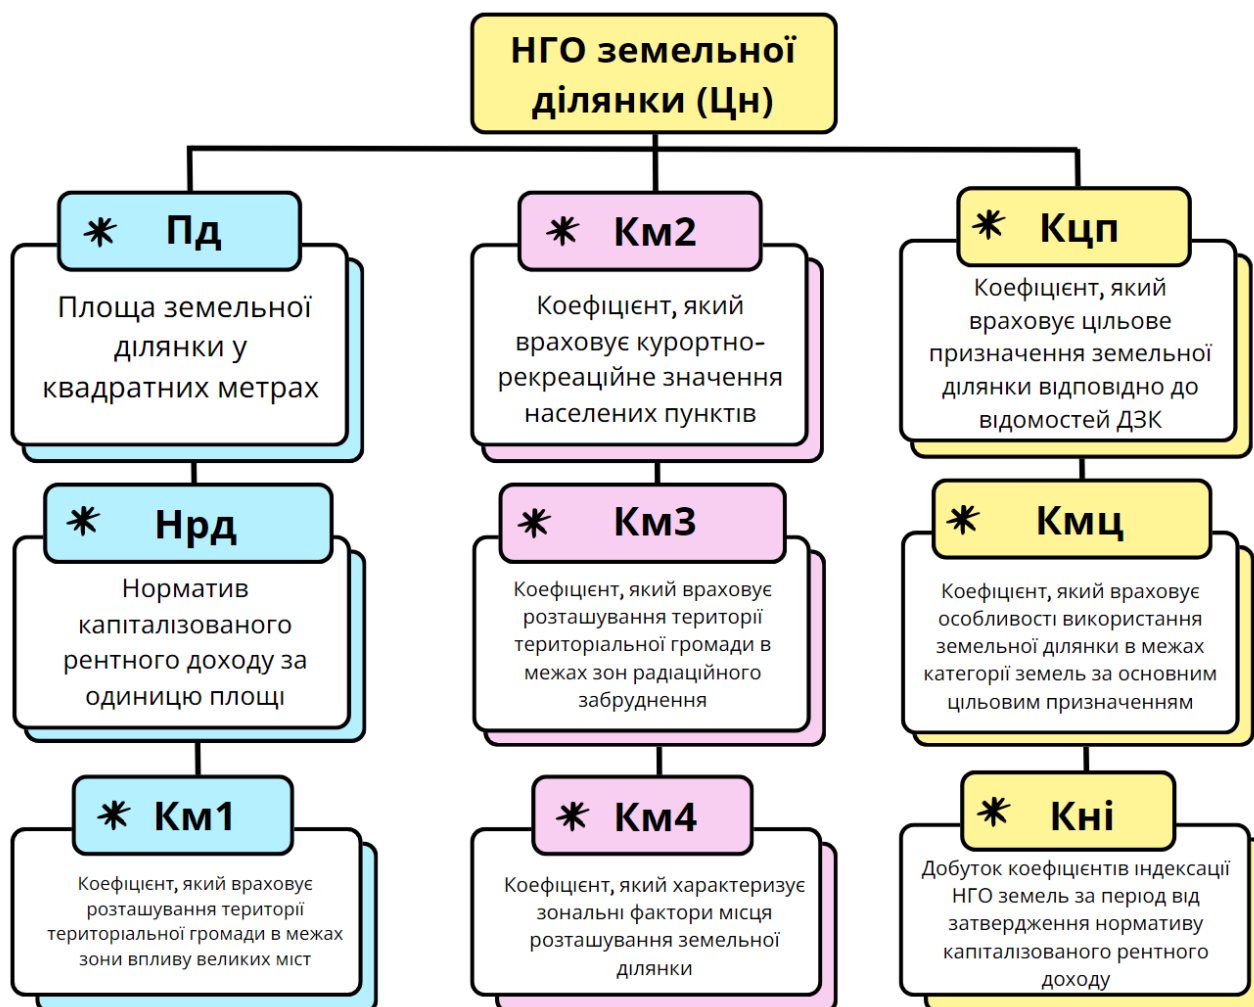 НГО земельної
ділянки (Цн)
Пд
Площа земельної
ділянки у
квадратних метрах
Нрд
Норматив
капіталізованого
рентного доходу за
одиницю площі
Км1
Коефіцієнт, який враховує
розташування території
територіальної громади в межах
зони впливу великих міст
Км2
Коефіцієнт, який
враховує курортно-
рекреаційне значення
населених пунктів
Км3
Коефіцієнт, який враховує
розташування території
територіальної громади в
межах зон радіаційного
забруднення
Км4
Коефіцієнт, який характеризує
зональні фактори місця
розташування земельної
ділянки
Кцп
Коефіцієнт, який
враховує цільове
призначення земельної
ділянки відповідно до
відомостей ДЗК
Кмц
Коефіцієнт, який враховує
особливості використання
земельної ділянки в межах
категорії земель за основним
цільовим призначенням
Кні
Добуток коефіцієнтів індексації
НГО земель за період від
затвердження нормативу
капіталізованого рентного
доходу